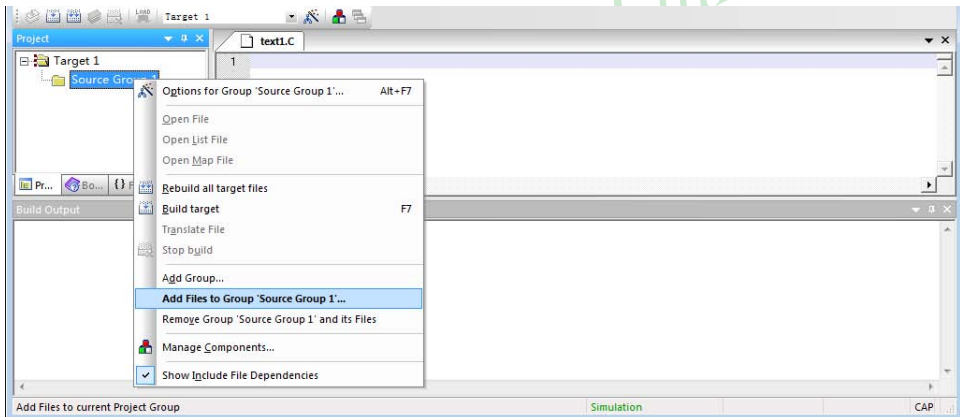 LOAD
Target 1
Project
text1.C
Target 1
1
Source Group 1
Options for Group 'Source Group 1'... Alt+F7
Open File
Open List File
Open Map File
Rebuild all target files
Build target F7
Translate File
Stop build
Add Group...
Add Files to Group 'Source Group 1'...
Remove Group 'Source Group 1' and its Files
Manage Components...
Show Include File Dependencies
Pr... Bo... {} F
Build Output
Add Files to current Project Group
Simulation
CAP